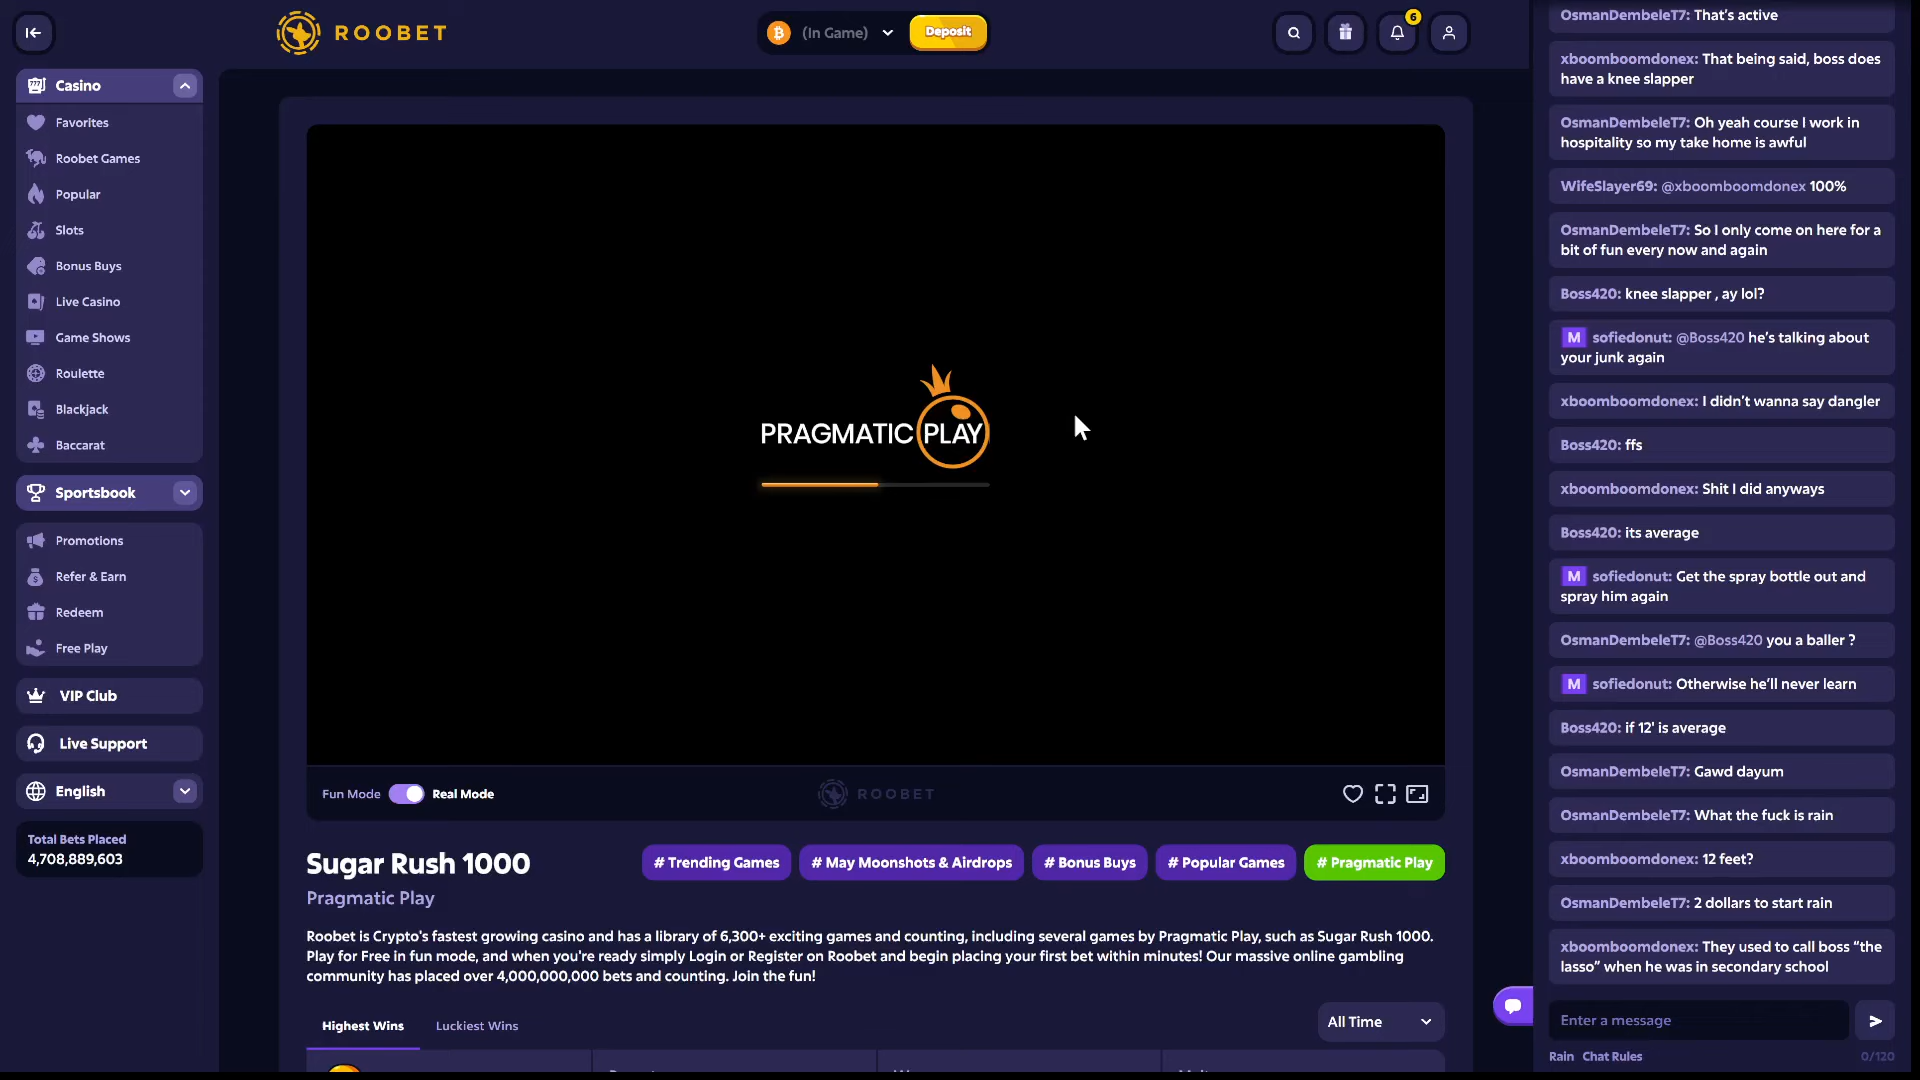 ROOBET
(In Game)
Deposit
6
Casino
Favorites
Roobet Games
Popular
Slots
Bonus Buys
Live Casino
Game Shows
Roulette
Blackjack
Baccarat
Sportsbook
Promotions
Refer & Earn
Redeem
Free Play
VIP Club
Live Support
English
Total Bets Placed
4,708,889,603
PRAGMATIC PLAY
Fun Mode
Real Mode
ROOBET
Sugar Rush 1000
# Trending Games
# May Moonshots & Airdrops
# Bonus Buys
# Popular Games
# Pragmatic Play
Pragmatic Play
Roobet is Crypto's fastest growing casino and has a library of 6,300+ exciting games and counting, including several games by Pragmatic Play, such as Sugar Rush 1000.
Play for Free in fun mode, and when you're ready simply Login or Register on Roobet and begin placing your first bet within minutes! Our massive online gambling
community has placed over 4,000,000,000 bets and counting. Join the fun!
Highest Wins
Luckiest Wins
All Time
OsmanDembeleT7: That's active
xboomboomdonex: That being said, boss does
have a knee slapper
OsmanDembeleT7: Oh yeah course I work in
hospitality so my take home is awful
WifeSlayer69: @xboomboomdonex 100%
OsmanDembeleT7: So I only come on here for a
bit of fun every now and again
Boss420: knee slapper , ay lol?
M sofiedonut: @Boss420 he's talking about
your junk again
xboomboomdonex: I didn't wanna say dangler
Boss420: ffs
xboomboomdonex: Shit I did anyways
Boss420: its average
M sofiedonut: Get the spray bottle out and
spray him again
OsmanDembeleT7: @Boss420 you a baller ?
M sofiedonut: Otherwise he'll never learn
Boss420: if 12' is average
OsmanDembeleT7: Gawd dayum
OsmanDembeleT7: What the fuck is rain
xboomboomdonex: 12 feet?
OsmanDembeleT7: 2 dollars to start rain
xboomboomdonex: They used to call boss “the
lasso” when he was in secondary school
Enter a message
Rain
Chat Rules
0/120